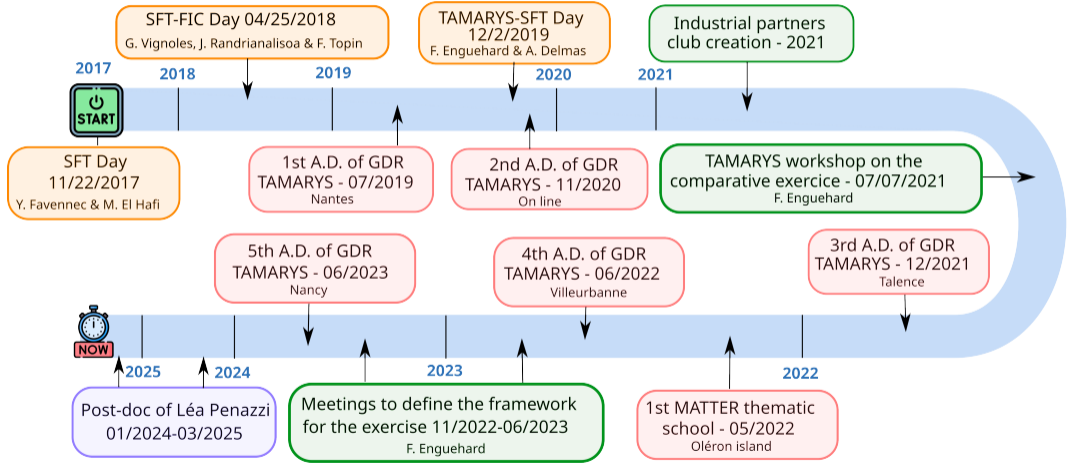 SFT-FIC Day 04/25/2018
G. Vignoles, J. Randrianalisoa & F. Topin
TAMARYS-SFT Day
12/2/2019
F. Enguehard & A. Delmas
Industrial partners
club creation - 2021
2017
2018
2019
2020
2021
START
SFT Day
11/22/2017
Y. Favennec & M. El Hafi
1st A.D. of GDR
TAMARYS - 07/2019
Nantes
2nd A.D. of GDR
TAMARYS - 11/2020
On line
TAMARYS workshop on the
comparative exercice - 07/07/2021
F. Enguehard
5th A.D. of GDR
TAMARYS - 06/2023
Nancy
4th A.D. of GDR
TAMARYS - 06/2022
Villeurbanne
3rd A.D. of GDR
TAMARYS - 12/2021
Talence
NOW
2025
2024
2023
2022
Post-doc of Léa Penazzi
01/2024-03/2025
Meetings to define the framework
for the exercise 11/2022-06/2023
F. Enguehard
1st MATTER thematic
school - 05/2022
Oléron island